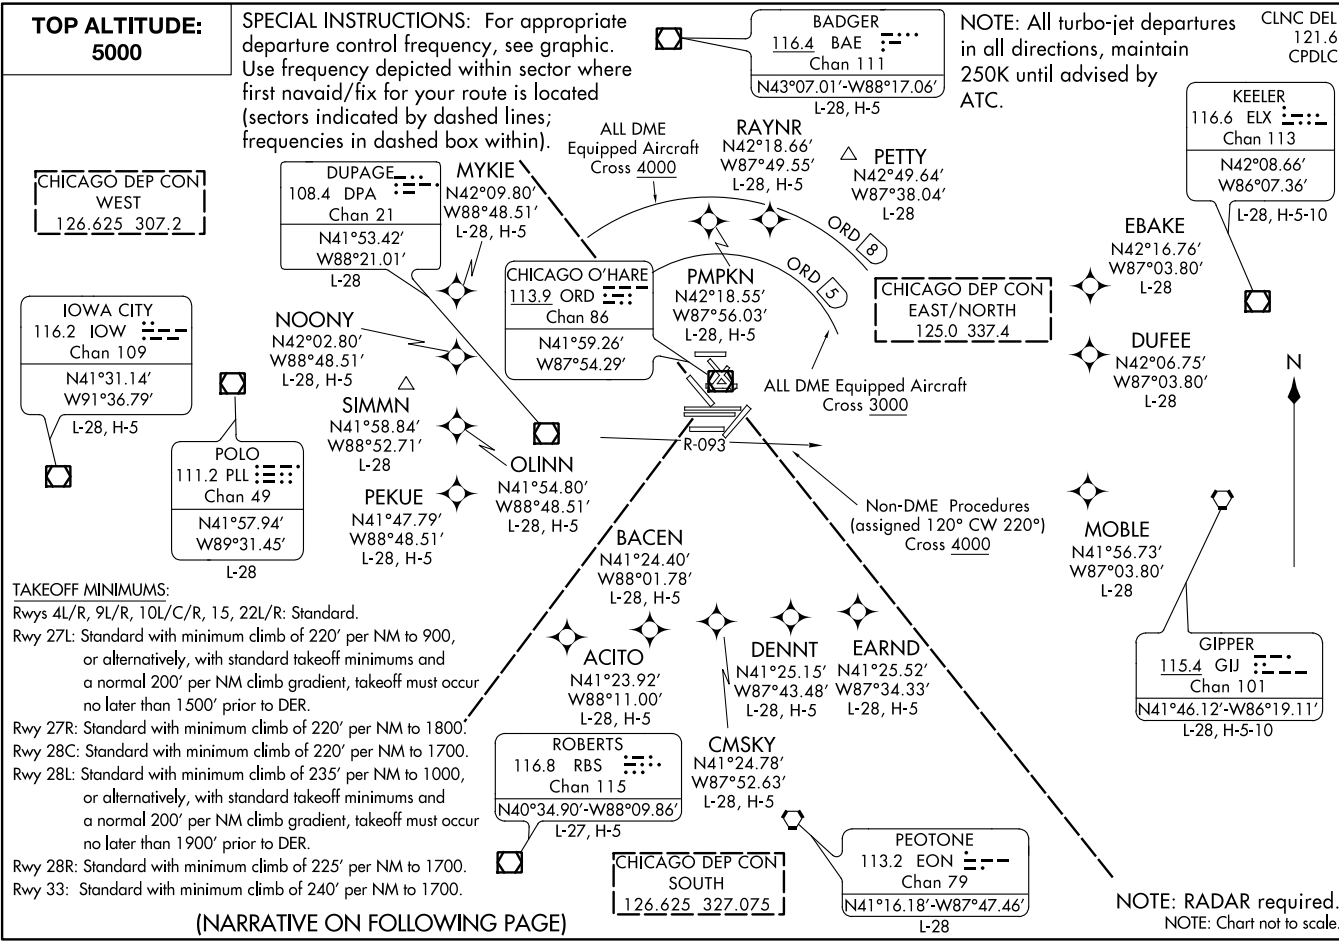 TOP ALTITUDE:
5000
SPECIAL INSTRUCTIONS: For appropriate
departure control frequency, see graphic.
Use frequency depicted within sector where
first navaid/fix for your route is located
(sectors indicated by dashed lines;
frequencies in dashed box within).
BADGER
116.4 BAE
Chan 111
N43°07.01'-W88°17.06'
L-28, H-5
NOTE: All turbo-jet departures
in all directions, maintain
250K until advised by
ATC.
CLNC DEL
121.6
CPDLC
KEELER
116.6 ELX
Chan 113
N42°08.66'
W86°07.36'
L-28, H-5-10
CHICAGO DEP CON
WEST
126.625 307.2
DUPAGE
108.4 DPA
Chan 21
N41°53.42'
W88°21.01'
L-28
MYKIE
N42°09.80'
W88°48.51'
L-28, H-5
ALL DME
Equipped Aircraft
Cross 4000
RAYNR
N42°18.66'
W87°49.55'
L-28, H-5
PETTY
N42°49.64'
W87°38.04'
L-28
ORD 8
ORD 5
EBAKE
N42°16.76'
W87°03.80'
L-28
CHICAGO O'HARE
113.9 ORD
Chan 86
N41°59.26'
W87°54.29'
PMPKN
N42°18.55'
W87°56.03'
L-28, H-5
CHICAGO DEP CON
EAST/NORTH
125.0 337.4
DUFEE
N42°06.75'
W87°03.80'
L-28
N
IOWA CITY
116.2 IOW
Chan 109
N41°31.14'
W91°36.79'
L-28, H-5
NOONY
N42°02.80'
W88°48.51'
L-28, H-5
SIMMN
N41°58.84'
W88°52.71'
L-28
ALL DME Equipped Aircraft
Cross 3000
R-093
POLO
111.2 PLL
Chan 49
N41°57.94'
W89°31.45'
L-28
PEKUE
N41°47.79'
W88°48.51'
L-28, H-5
OLINN
N41°54.80'
W88°48.51'
L-28, H-5
Non-DME Procedures
(assigned 120° CW 220°)
Cross 4000
MOBLE
N41°56.73'
W87°03.80'
L-28
BACEN
N41°24.40'
W88°01.78'
L-28, H-5
ACITO
N41°23.92'
W88°11.00'
L-28, H-5
DENNT
N41°25.15'
W87°43.48'
L-28, H-5
EARND
N41°25.52'
W87°34.33'
L-28, H-5
GIPPER
115.4 GIJ
Chan 101
N41°46.12'-W86°19.11'
L-28, H-5-10
TAKEOFF MINIMUMS:
Rwys 4L/R, 9L/R, 10L/C/R, 15, 22L/R: Standard.
Rwy 27L: Standard with minimum climb of 220' per NM to 900,
or alternatively, with standard takeoff minimums and
a normal 200' per NM climb gradient, takeoff must occur
no later than 1500' prior to DER.
Rwy 27R: Standard with minimum climb of 220' per NM to 1800.
Rwy 28C: Standard with minimum climb of 220' per NM to 1700.
Rwy 28L: Standard with minimum climb of 235' per NM to 1000,
or alternatively, with standard takeoff minimums and
a normal 200' per NM climb gradient, takeoff must occur
no later than 1900' prior to DER.
Rwy 28R: Standard with minimum climb of 225' per NM to 1700.
Rwy 33: Standard with minimum climb of 240' per NM to 1700.
ROBERTS
116.8 RBS
Chan 115
N40°34.90'-W88°09.86'
L-27, H-5
CMSKY
N41°24.78'
W87°52.63'
L-28, H-5
CHICAGO DEP CON
SOUTH
126.625 327.075
PEOTONE
113.2 EON
Chan 79
N41°16.18'-W87°47.46'
L-28
(NARRATIVE ON FOLLOWING PAGE)
NOTE: RADAR required.
NOTE: Chart not to scale.